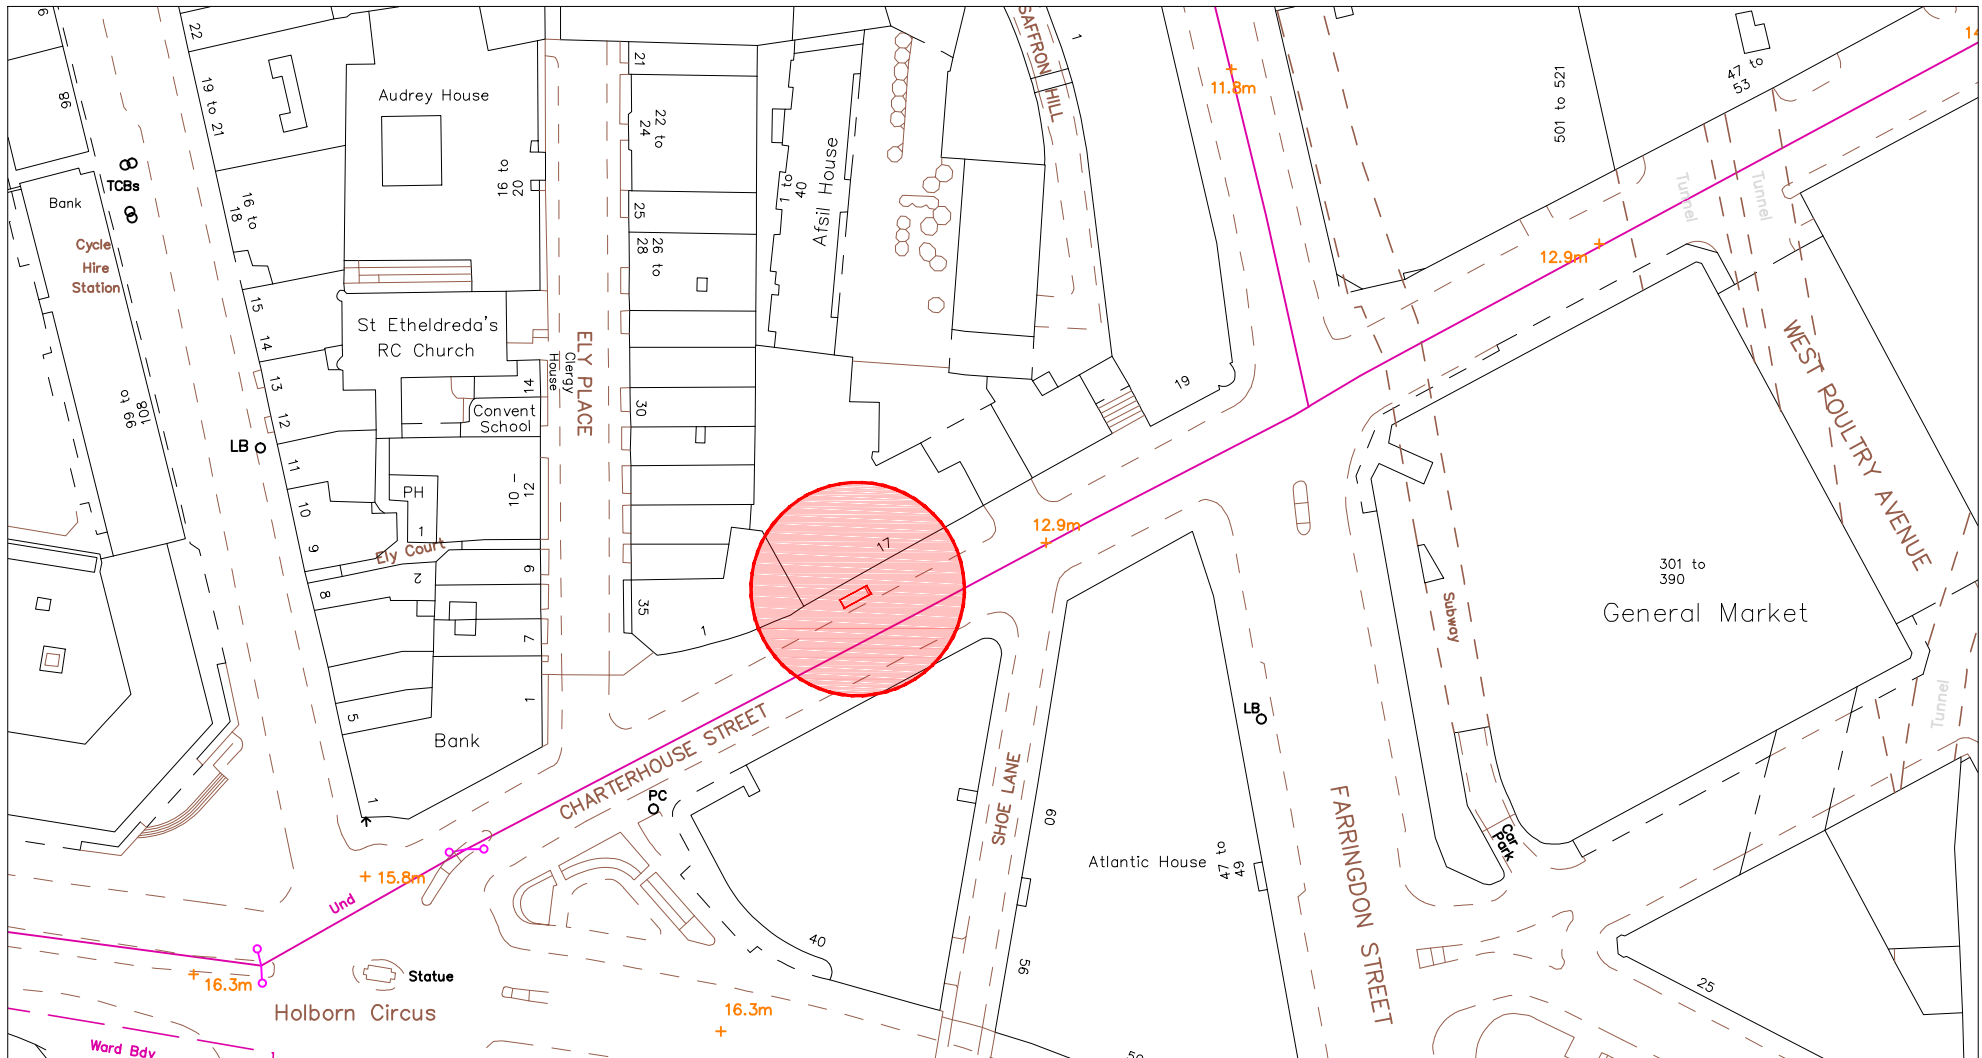 6
22
SAFFRON HILL
1
14
21
19 to 21
86
Audrey House
11.8m
47 to
53
501 to 521
22 to
24
TCBs
Bank
16 to
20
16 to
18
1 to
40
Afsil House
Tunnel
Tunnel
25
26 to
28
Cycle
Hire
Station
12.9m
15
St Etheldreda's
RC Church
14
13
12
ELY PLACE
Clergy
House
14
19
WEST POULTRY AVENUE
99 to
108
30
Convent
School
LB
11
10
9
PH
1
10 -
12
12.9m
17
Ely Court
2
9
8
35
1
7
301 to
390
General Market
Subway
1
5
Bank
CHARTERHOUSE STREET
LB
Tunnel
1
PC
SHOE LANE
60
Atlantic House
47 to
49
FARRINGDON STREET
Car
Park
15.8m
Und
40
56
16.3m
Statue
Holborn Circus
16.3m
25
Ward Bdy
1
50